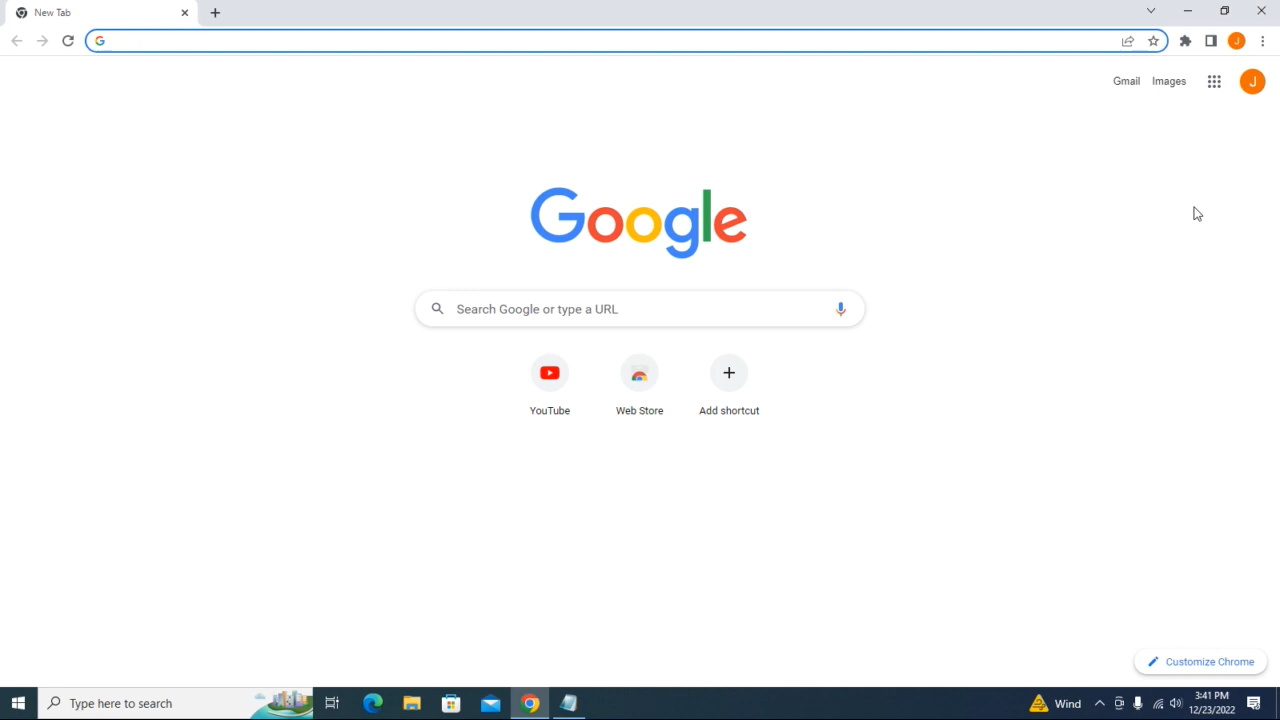 New Tab
J
Gmail
Images
J
Google
Search Google or type a URL
YouTube
Web Store
Add shortcut
Customize Chrome
Type here to search
Wind
3:41 PM
12/23/2022